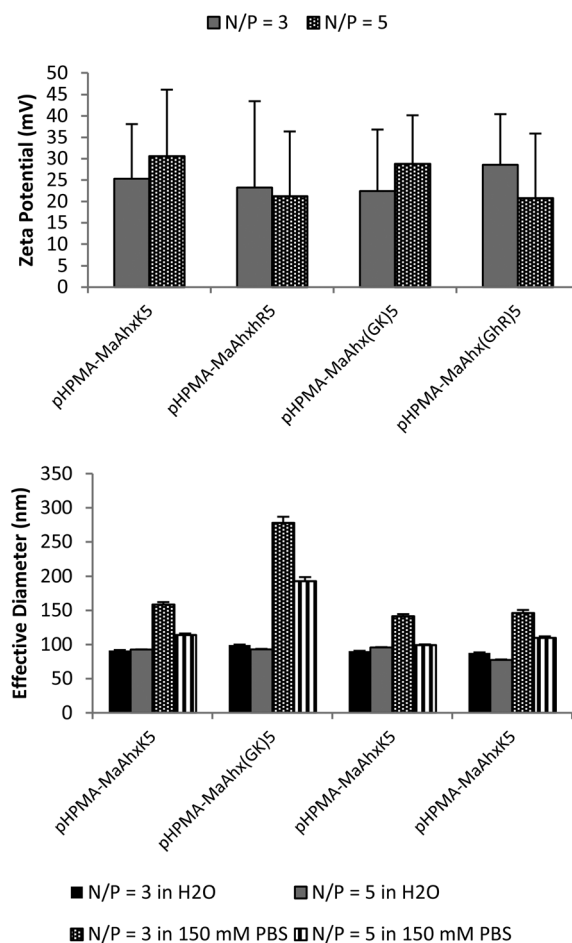 N/P = 3 N/P = 5
Zeta Potential (mV)
50
45
40
35
30
25
20
15
10
5
0
pHPMA-MaAhxK5
pHPMA-MaAhxhR5
pHPMA-MaAhx(GK)5
pHPMA-MaAhx(GhR)5
Effective Diameter (nm)
350
300
250
200
150
100
50
0
pHPMA-MaAhxK5
pHPMA-MaAhx(GK)5
pHPMA-MaAhxK5
pHPMA-MaAhxK5
N/P = 3 in H2O N/P = 5 in H2O
N/P = 3 in 150 mM PBS N/P = 5 in 150 mM PBS